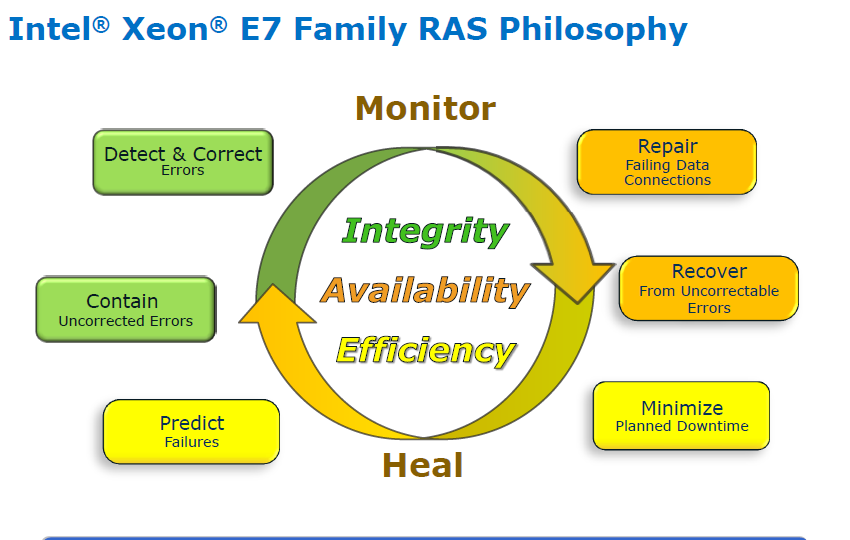 Intel® Xeon® E7 Family RAS Philosophy
Monitor
Detect & Correct
Errors
Repair
Failing Data
Connections
Integrity
Availability
Efficiency
Contain
Uncorrected Errors
Recover
From Uncorrectable
Errors
Predict
Failures
Minimize
Planned Downtime
Heal